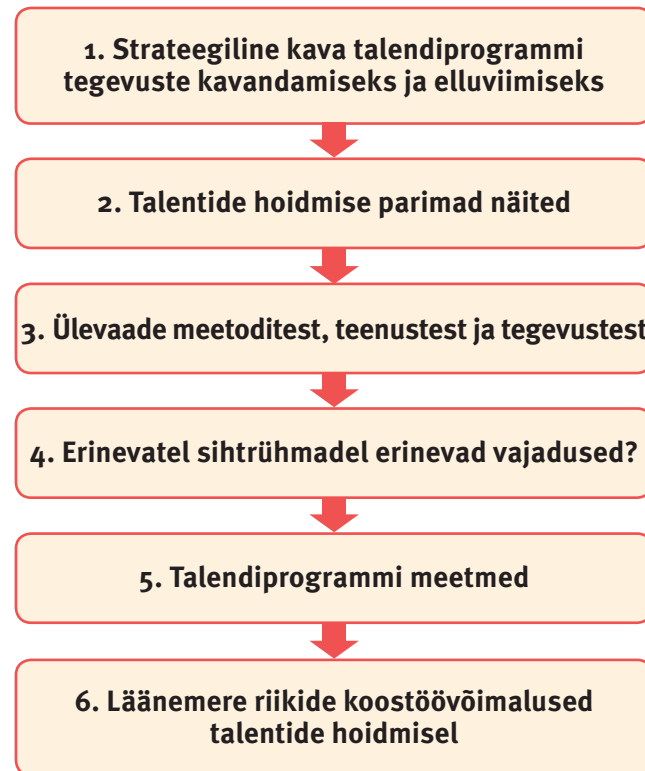 1. Strateegiline kava talendiprogrammi
tegevuste kavandamiseks ja elluviimiseks
2. Talentide hoidmise parimad näited
3. Ülevaade meetoditest, teenustest ja tegevustest
4. Erinevatel sihtrühmadel erinevad vajadused?
5. Talendiprogrammi meetmed
6. Läänemere riikide koostöövõimalused
talentide hoidmisel